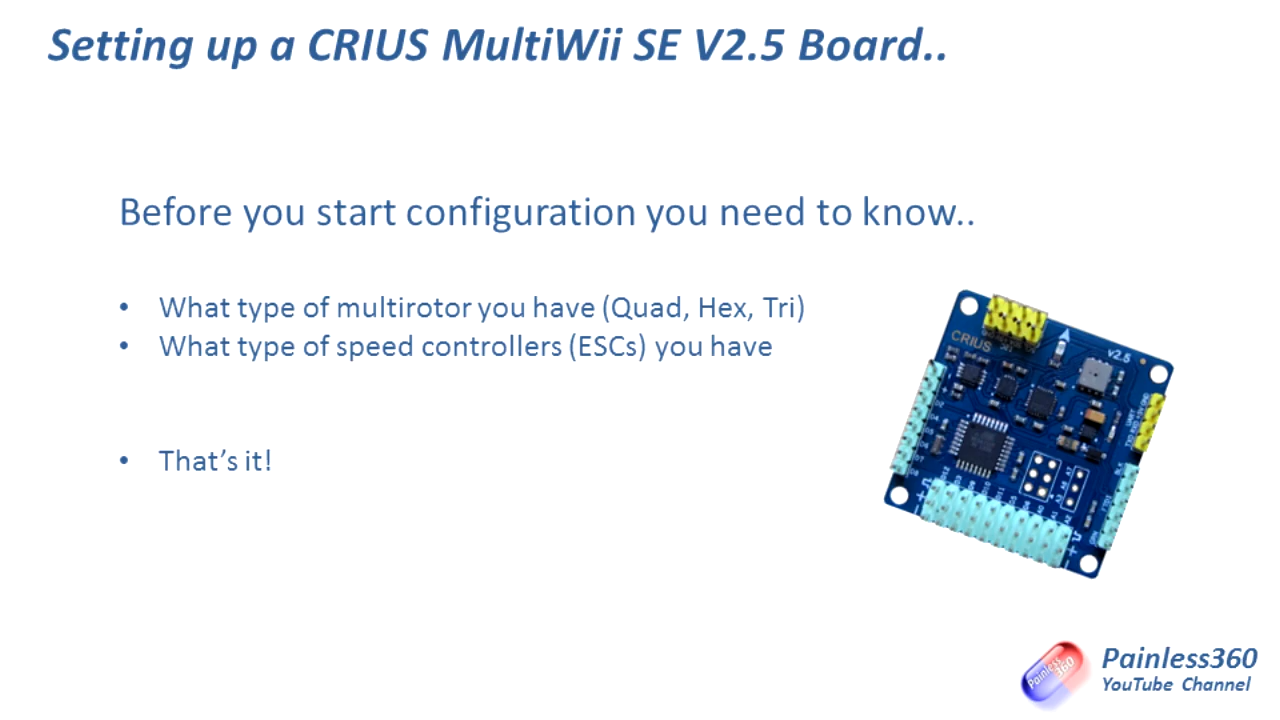 Setting up a CRIUS MultiWii SE V2.5 Board..
Before you start configuration you need to know..
• What type of multirotor you have (Quad, Hex, Tri)
• What type of speed controllers (ESCs) you have
• That's it!
CRIUS
v2.5
Painless360
Painless360
YouTube Channel